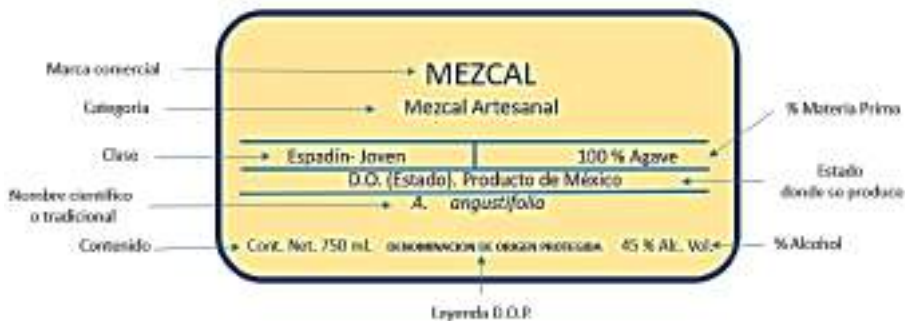 Marca comercial
MEZCAL
Categoría
Mezcal Artesanal
% Materia Prima
Clase
Espadín- Joven
100 % Agave
D.O. (Estado). Producto de México
Estado
donde se produce
Nombre científico
o tradicional
A. angustifolia
Contenido
Cont. Net. 750 mL
DENOMINACION DE ORIGEN PROTEGIDA
45 % Alc. Vol.
% Alcohol
Leyenda D.O.P.